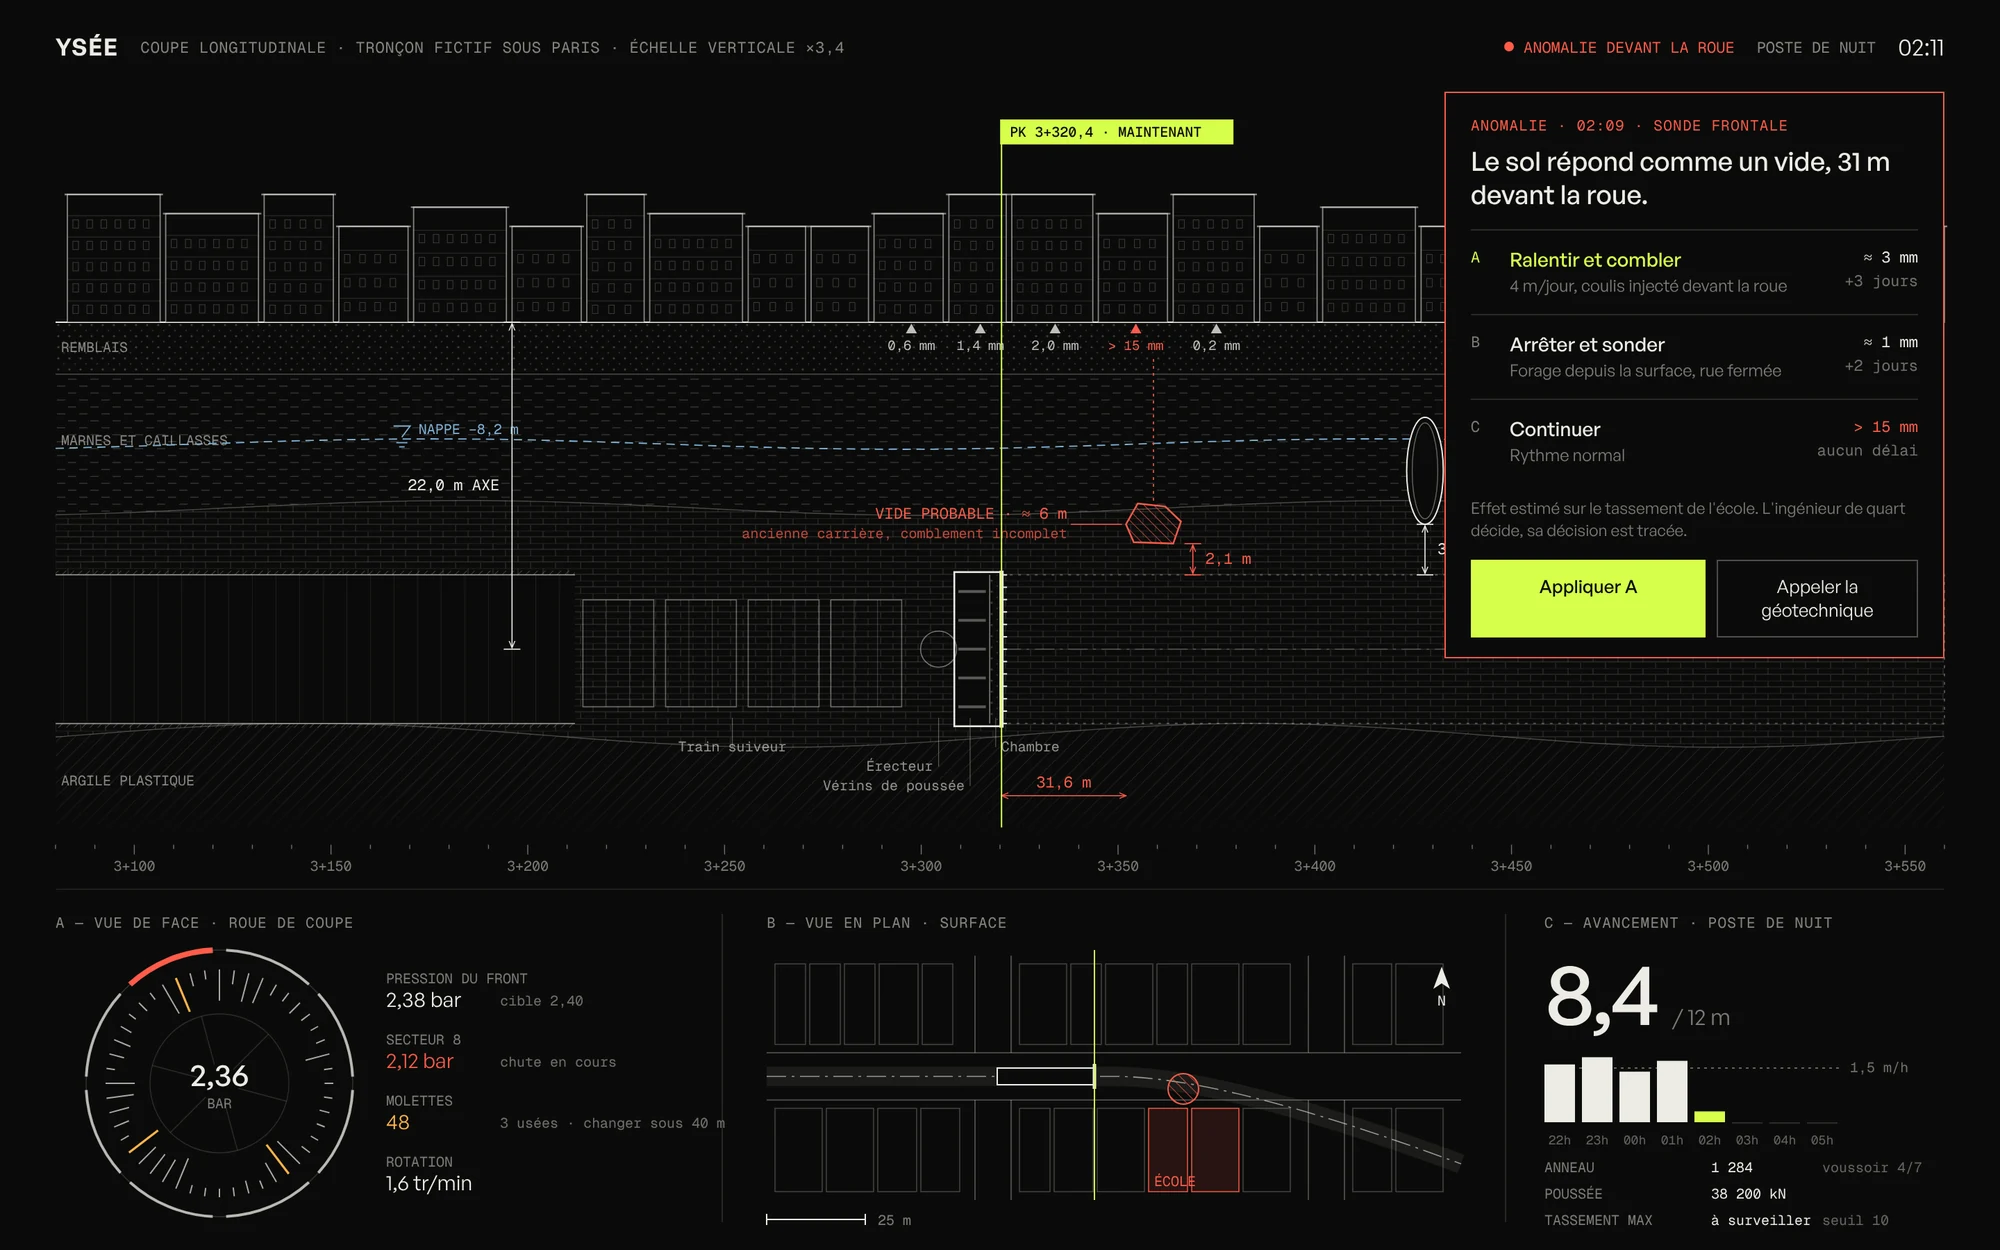 YSÉE COUPE LONGITUDINALE · TRONÇON FICTIF SOUS PARIS · ÉCHELLE VERTICALE ×3,4
ANOMALIE DEVANT LA ROUE POSTE DE NUIT 02:11
PK 3+320,4 · MAINTENANT
ANOMALIE · 02:09 · SONDE FRONTALE
Le sol répond comme un vide, 31 m
devant la roue.
A Ralentir et combler ≈ 3 mm
4 m/jour, coulis injecté devant la roue +3 jours
B Arrêter et sonder ≈ 1 mm
Forage depuis la surface, rue fermée +2 jours
C Continuer > 15 mm
Rythme normal aucun délai
Effet estimé sur le tassement de l'école. L'ingénieur de quart
décide, sa décision est tracée.
Appliquer A
Appeler la
géotechnique
REMBLAIS
0,6 mm 1,4 mm 2,0 mm > 15 mm 0,2 mm
MARNES ET CAILLASSES
NAPPE −8,2 m
22,0 m AXE
VIDE PROBABLE · ≈ 6 m
ancienne carrière, comblement incomplet
2,1 m
3
Train suiveur
Chambre
Érecteur
Vérins de poussée
ARGILE PLASTIQUE
31,6 m
3+100 3+150 3+200 3+250 3+300 3+350 3+400 3+450 3+500 3+550
A — VUE DE FACE · ROUE DE COUPE
2,36
BAR
PRESSION DU FRONT
2,38 bar cible 2,40
SECTEUR 8
2,12 bar chute en cours
MOLETTES
48 3 usées · changer sous 40 m
ROTATION
1,6 tr/min
B — VUE EN PLAN · SURFACE
N
ÉCOLE
25 m
C — AVANCEMENT · POSTE DE NUIT
8,4 / 12 m
1,5 m/h
22h 23h 00h 01h 02h 03h 04h 05h
ANNEAU 1 284 voussoir 4/7
POUSSÉE 38 200 kN
TASSEMENT MAX à surveiller seuil 10